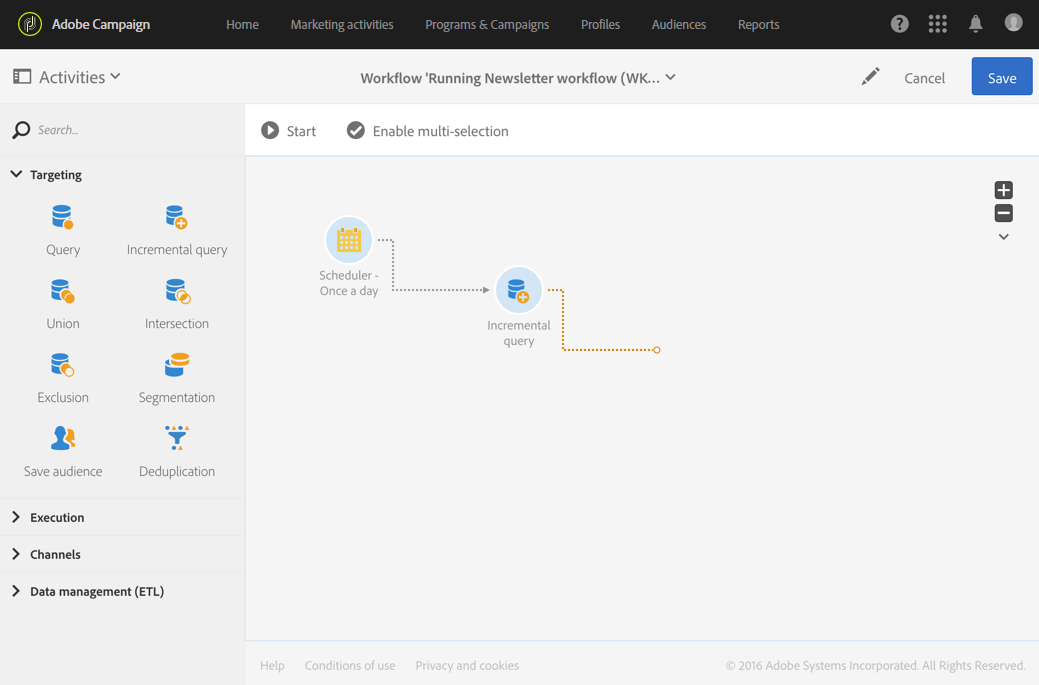 Adobe Campaign
Home
Marketing activities
Programs & Campaigns
Profiles
Audiences
Reports
Activities
Workflow 'Running Newsletter workflow (WK...
Cancel
Save
Search...
Start
Enable multi-selection
Targeting
Query
Incremental query
Union
Intersection
Exclusion
Segmentation
Save audience
Deduplication
Execution
Channels
Data management (ETL)
Scheduler -
Once a day
Incremental
query
Help
Conditions of use
Privacy and cookies
© 2016 Adobe Systems Incorporated. All Rights Reserved.